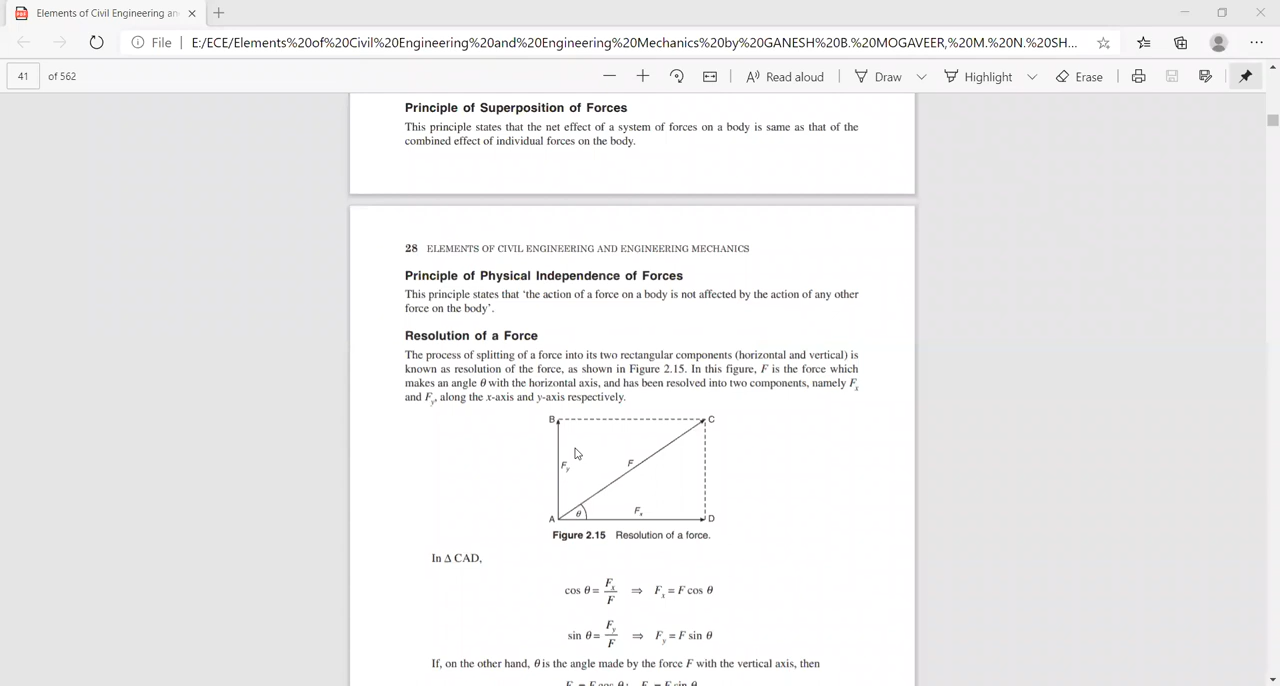 Elements of Civil Engineering an
File E:/ECE/Elements%20of%20Civil%20Engineering%20and%20Engineering%20Mechanics%20by%20GANESH%20B.%20MOGAVEER,%20M.%20N.%20SH...
41 of 562 Read aloud Draw Highlight Erase
Principle of Superposition of Forces
This principle states that the net effect of a system of forces on a body is same as that of the
combined effect of individual forces on the body.
28 ELEMENTS OF CIVIL ENGINEERING AND ENGINEERING MECHANICS
Principle of Physical Independence of Forces
This principle states that ‘the action of a force on a body is not affected by the action of any other
force on the body’.
Resolution of a Force
The process of splitting of a force into its two rectangular components (horizontal and vertical) is
known as resolution of the force, as shown in Figure 2.15. In this figure, F is the force which
makes an angle θ with the horizontal axis, and has been resolved into two components, namely Fx
and Fy, along the x-axis and y-axis respectively.
B C
Fy F
A θ Fx D
Figure 2.15 Resolution of a force.
In Δ CAD,
cos θ = Fx/F ⇒ Fx = F cos θ
sin θ = Fy/F ⇒ Fy = F sin θ
If, on the other hand, θ is the angle made by the force F with the vertical axis, then